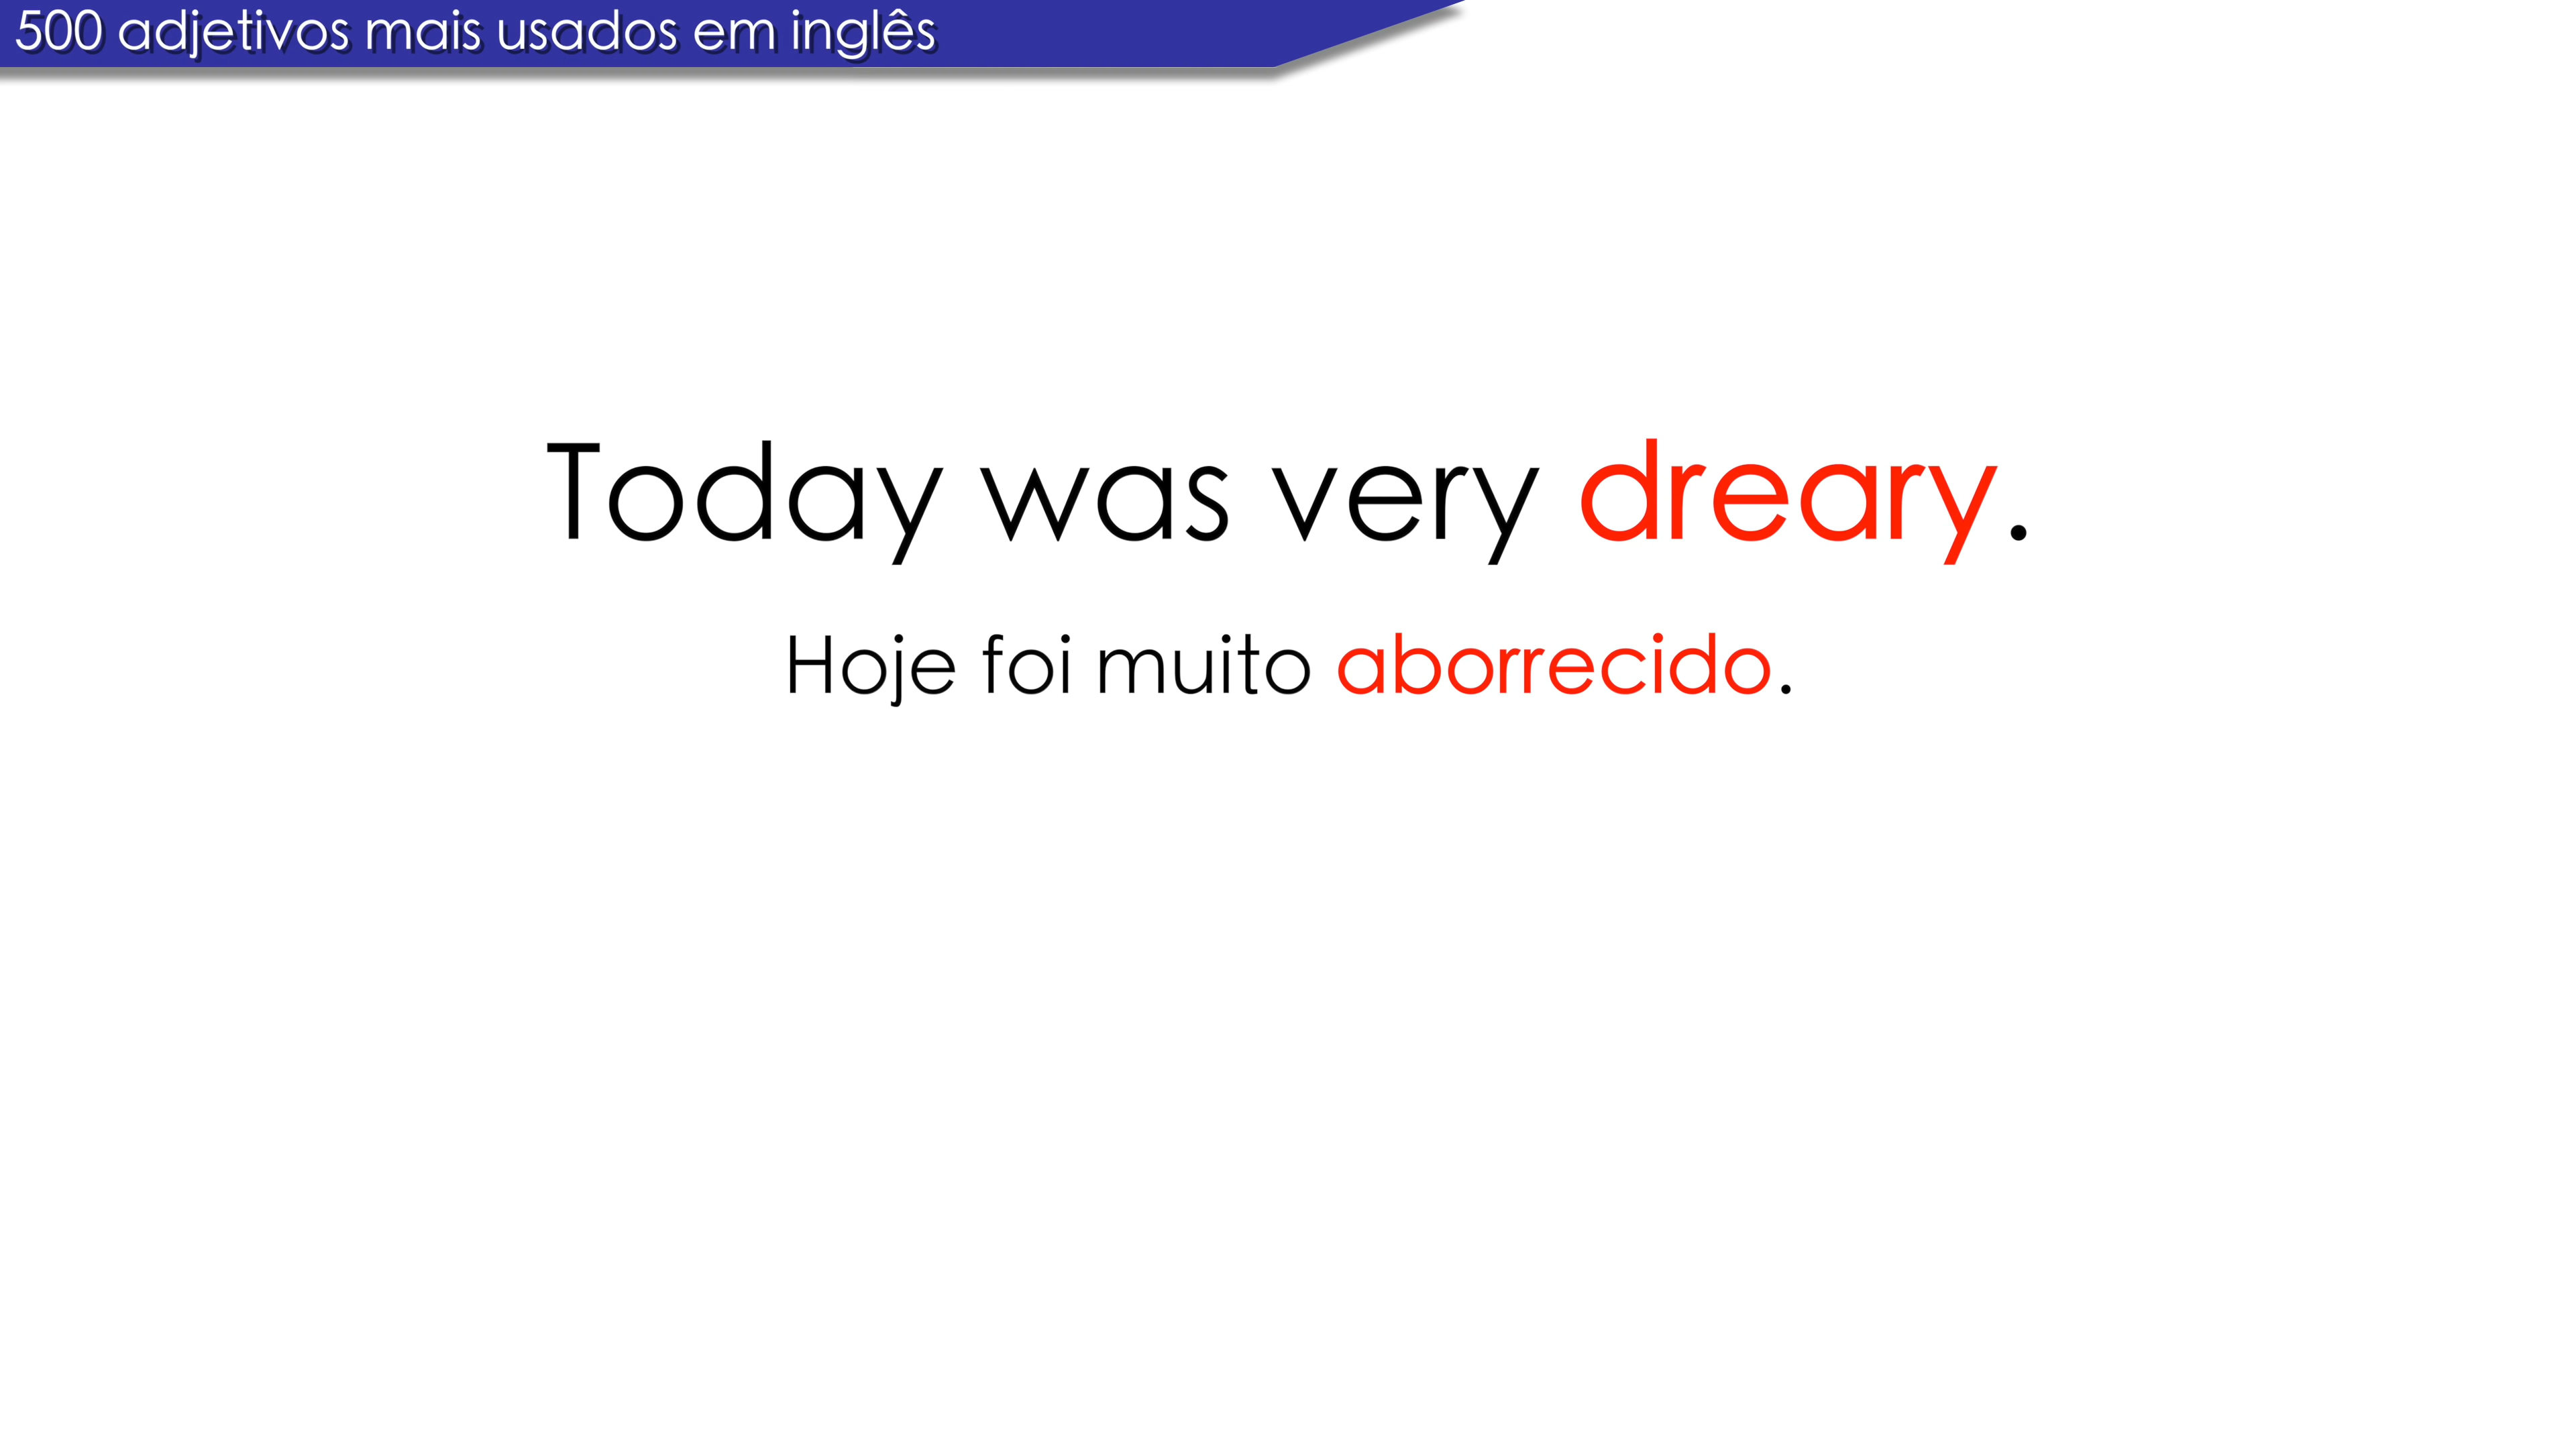 500 adjetivos mais usados em inglês
Today was very dreary.
Hoje foi muito aborrecido.